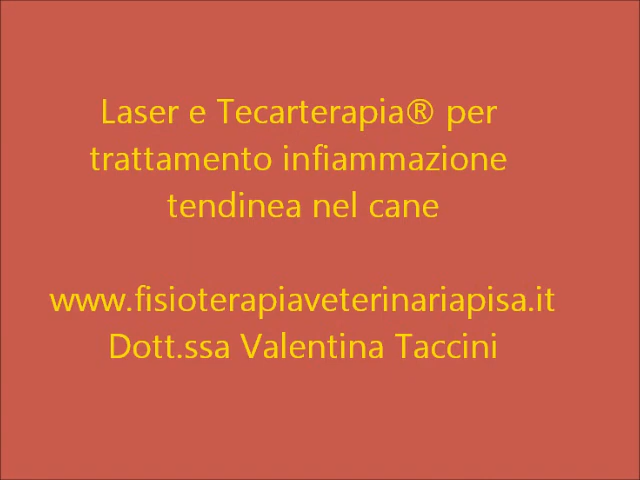 Laser e Tecarterapia® per
trattamento infiammazione
tendinea nel cane
www.fisioterapiaveterinariapisa.it
Dott.ssa Valentina Taccini